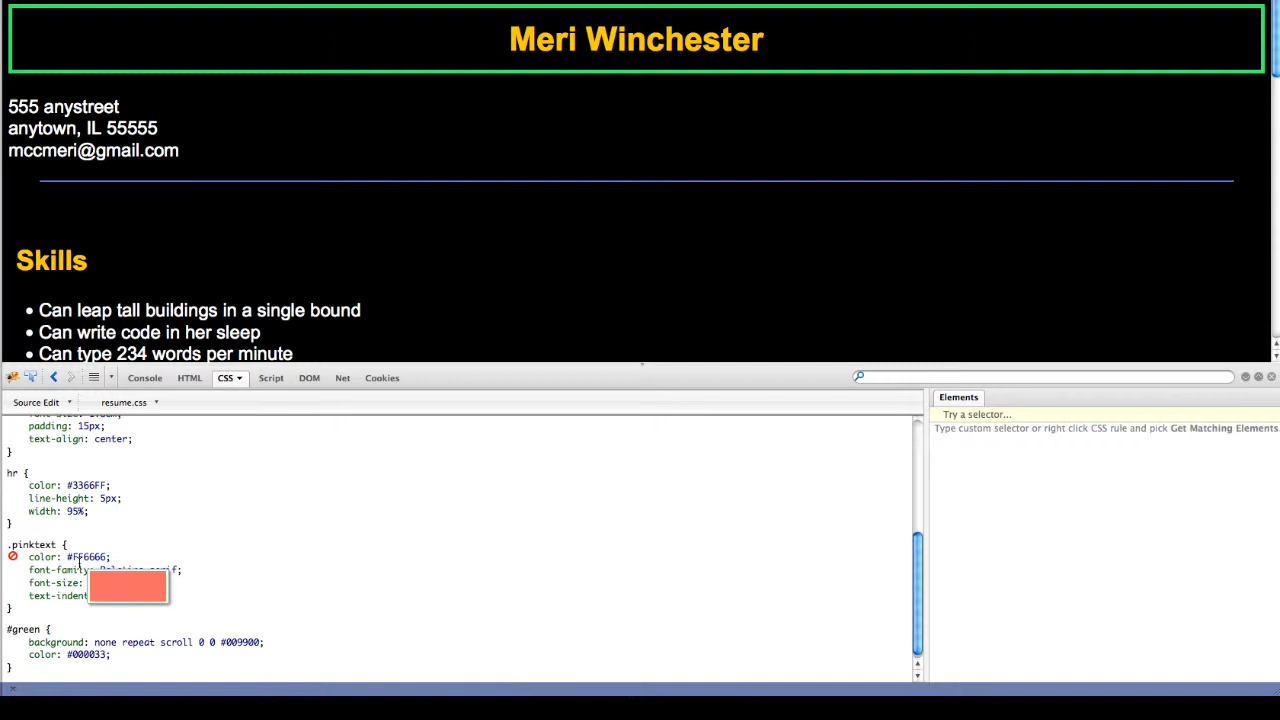 Meri Winchester
555 anystreet
anytown, IL 55555
mccmeri@gmail.com
Skills
• Can leap tall buildings in a single bound
• Can write code in her sleep
• Can type 234 words per minute
Console HTML CSS Script DOM Net Cookies
Source Edit resume.css
Elements
Try a selector...
Type custom selector or right click CSS rule and pick Get Matching Elements.
padding: 15px;
text-align: center;
}
hr {
color: #3366FF;
line-height: 5px;
width: 95%;
}
.pinktext {
color: #FF6666;
font-family: serif;
font-size:
text-indent
}
#green {
background: none repeat scroll 0 0 #009900;
color: #000033;
}